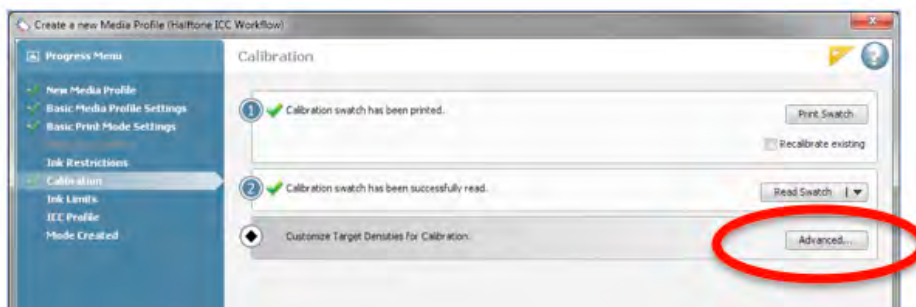 Create a new Media Profile (Halftone ICC Workflow)
Progress Menu
New Media Profile
Basic Media Profile Settings
Basic Print Mode Settings
Ink Restrictions
Calibration
Ink Limits
ICC Profile
Mode Created
Calibration
1 Calibration swatch has been printed.
Print Swatch
Recalibrate existing
2 Calibration swatch has been successfully read.
Read Swatch
Customize Target Densities for Calibration.
Advanced...